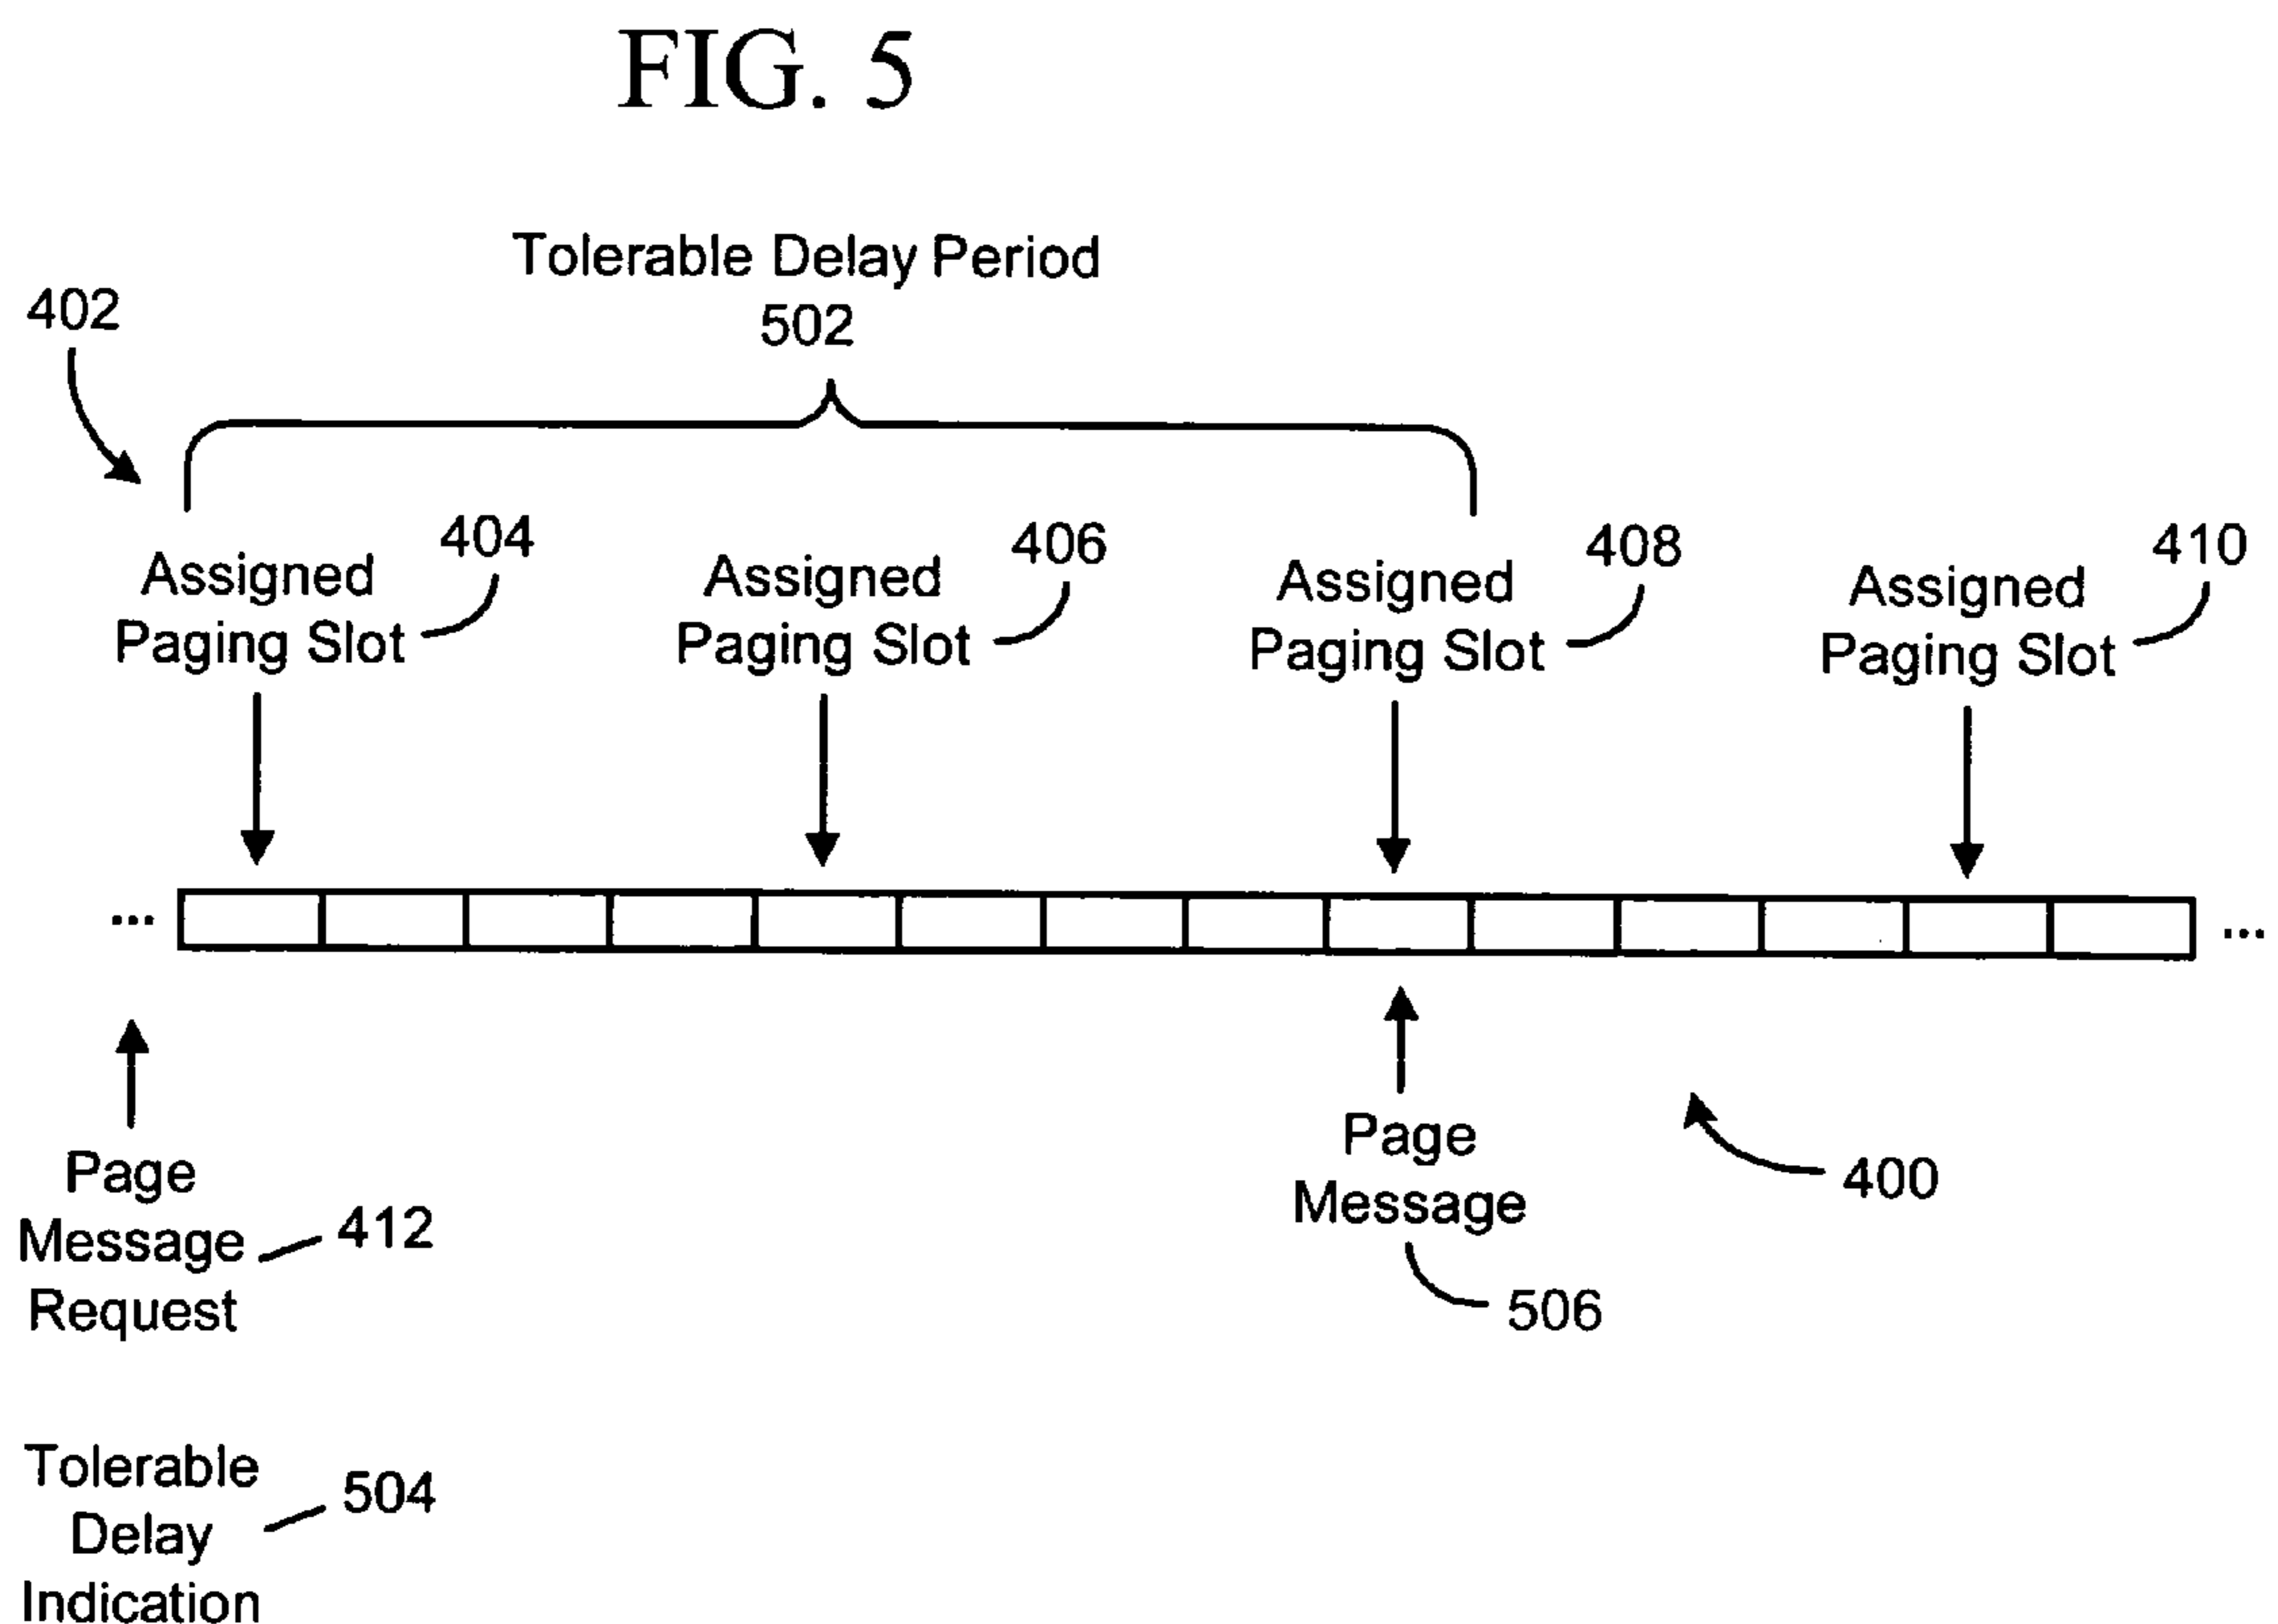 FIG. 5
Tolerable Delay Period
502
402
404
Assigned
Paging Slot
406
Assigned
Paging Slot
408
Assigned
Paging Slot
410
Assigned
Paging Slot
...
...
Page
Message
Request
412
Page
Message
506
400
Tolerable
Delay
Indication
504